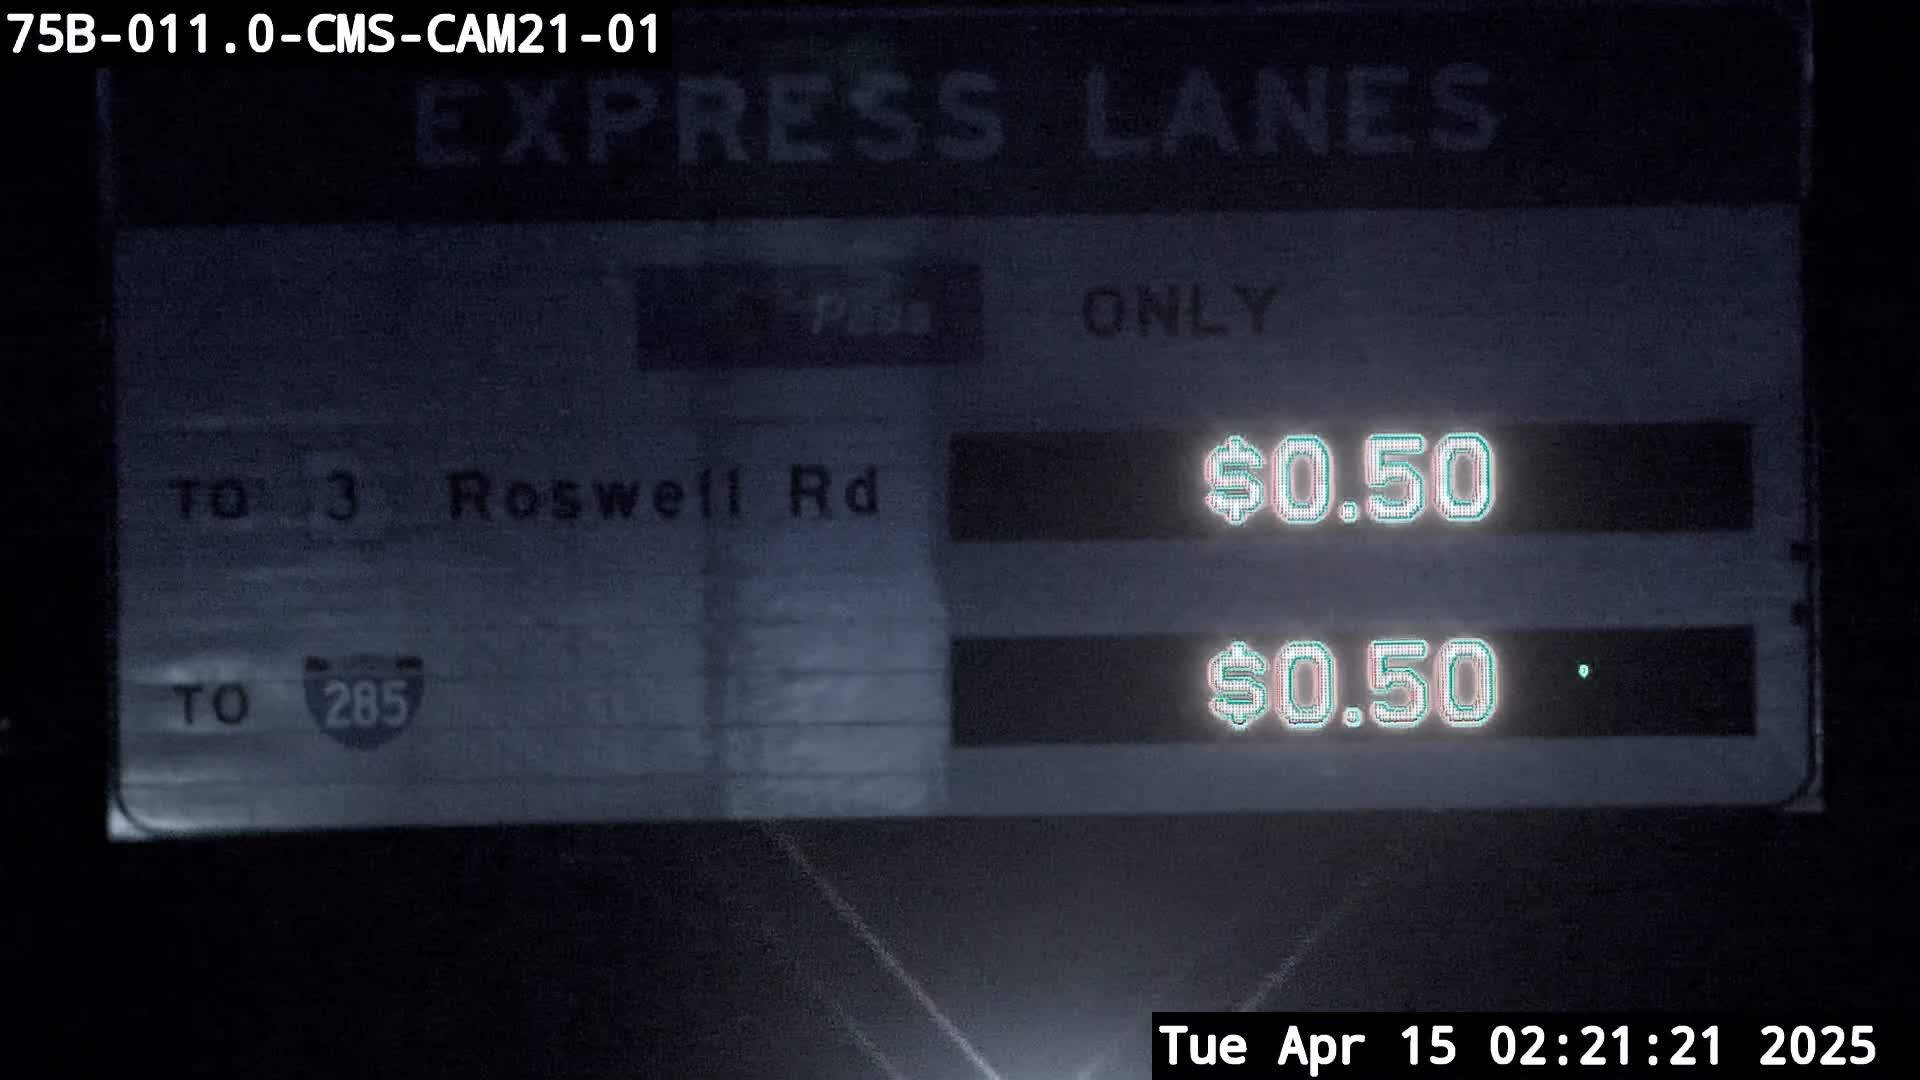 75B-011.0-CMS-CAM21-01
EXPRESS LANES
Pass ONLY
TO 3 Roswell Rd $0.50
TO 285 $0.50
Tue Apr 15 02:21:21 2025